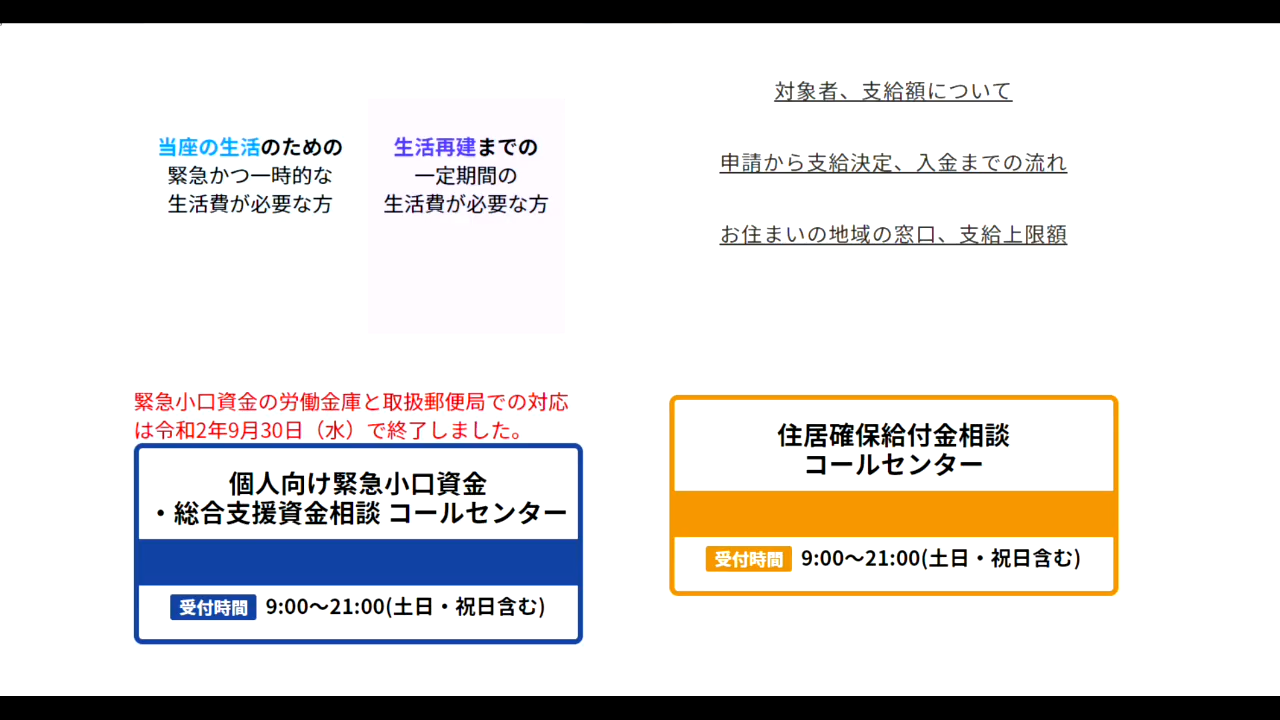 当座の生活のための
緊急かつ一時的な
生活費が必要な方
生活再建までの
一定期間の
生活費が必要な方
緊急小口資金の労働金庫と取扱郵便局での対応
は令和2年9月30日（水）で終了しました。
個人向け緊急小口資金
・総合支援資金相談 コールセンター
受付時間 9:00〜21:00(土日・祝日含む)
対象者、支給額について
申請から支給決定、入金までの流れ
お住まいの地域の窓口、支給上限額
住居確保給付金相談
コールセンター
受付時間 9:00〜21:00(土日・祝日含む)